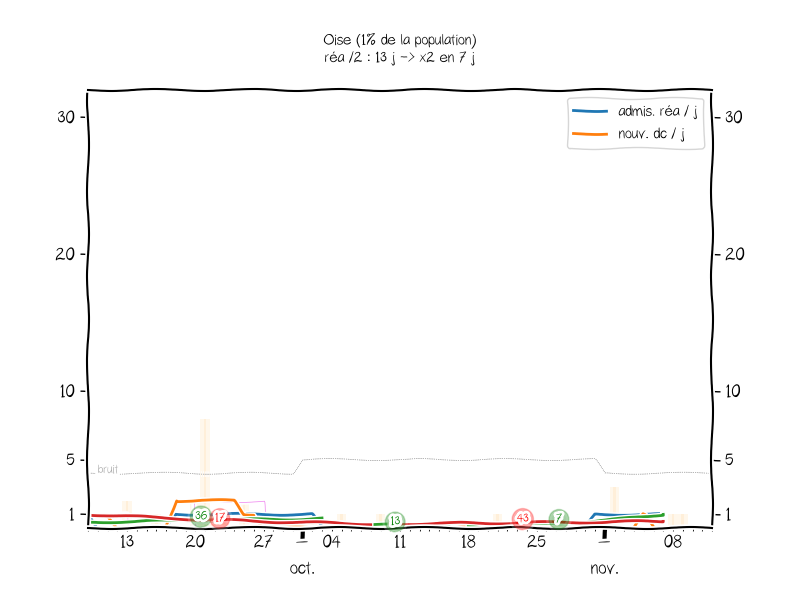 Oise (1% de la population)
réa /2 : 13 j -> x2 en 7 j
admis. réa / j
nouv. dc / j
30 30
20 20
10 10
5 5
bruit
1 1
36 17 13 43 7
13 20 27 04 11 18 25 08
oct. nov.